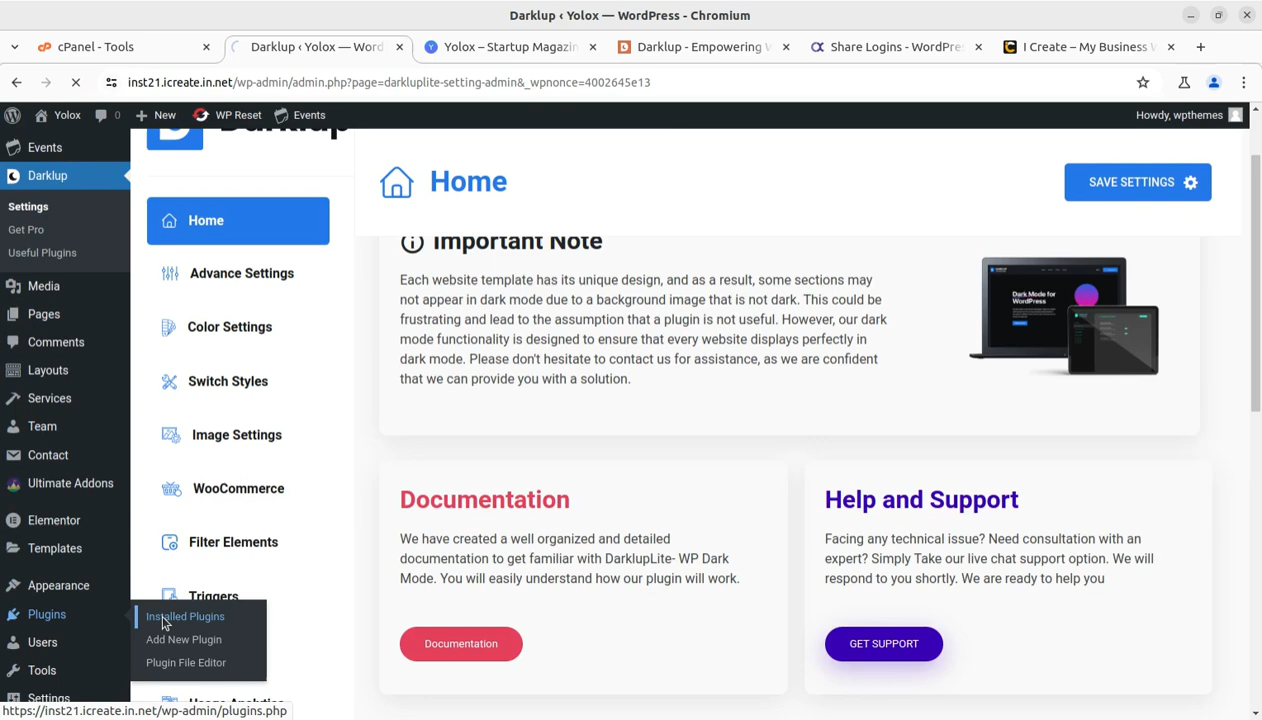 Darklup ‹ Yolox — WordPress - Chromium
cPanel - Tools
Darklup ‹ Yolox — Word
Yolox – Startup Magazin
Darklup - Empowering W
Share Logins - WordPre
I Create – My Business W
inst21.icreate.in.net/wp-admin/admin.php?page=darkluplite-setting-admin&_wpnonce=4002645e13
Yolox
0
New
WP Reset
Events
Howdy, wpthemes
Events
Darklup
Settings
Get Pro
Useful Plugins
Media
Pages
Comments
Layouts
Services
Team
Contact
Ultimate Addons
Elementor
Templates
Appearance
Plugins
Users
Tools
Settings
Installed Plugins
Add New Plugin
Plugin File Editor
Darklup
Home
Advance Settings
Color Settings
Switch Styles
Image Settings
WooCommerce
Filter Elements
Triggers
Usage Analytics
Home
SAVE SETTINGS
Important Note
Each website template has its unique design, and as a result, some sections may
not appear in dark mode due to a background image that is not dark. This could be
frustrating and lead to the assumption that a plugin is not useful. However, our dark
mode functionality is designed to ensure that every website displays perfectly in
dark mode. Please don't hesitate to contact us for assistance, as we are confident
that we can provide you with a solution.
Dark Mode for
WordPress
Documentation
We have created a well organized and detailed
documentation to get familiar with DarklupLite- WP Dark
Mode. You will easily understand how our plugin will work.
Documentation
Help and Support
Facing any technical issue? Need consultation with an
expert? Simply Take our live chat support option. We will
respond to you shortly. We are ready to help you
GET SUPPORT
https://inst21.icreate.in.net/wp-admin/plugins.php